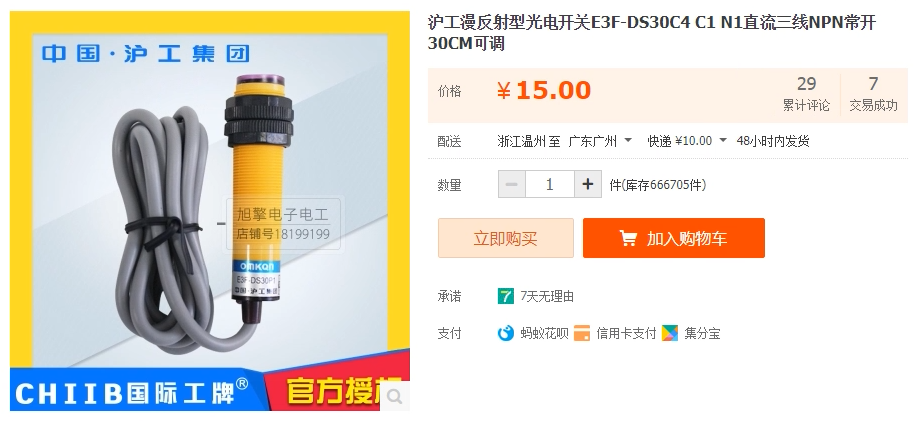 中国·沪工集团
旭擎电子电工
店铺号18199199
omkqn
E3F-DS30P1
中国·沪工集团
CHIIB国际工牌®
官方授权
沪工漫反射型光电开关E3F-DS30C4 C1 N1直流三线NPN常开
30CM可调
价格
¥15.00
29
累计评论
7
交易成功
配送
浙江温州 至 广东广州
快递 ¥10.00
48小时内发货
数量
− 1 +
件(库存666705件)
立即购买
加入购物车
承诺
7 7天无理由
支付
蚂蚁花呗
信用卡支付
集分宝